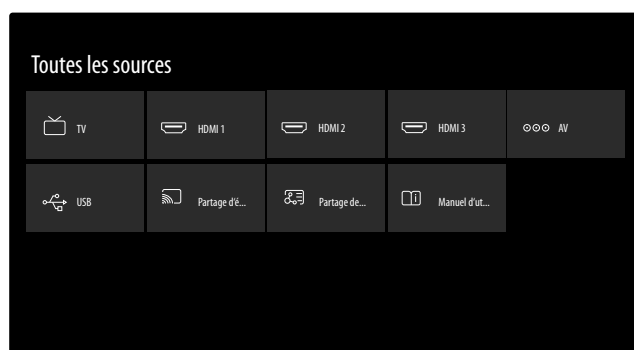 Toutes les sources
TV
HDMI 1
HDMI 2
HDMI 3
AV
USB
Partage d'é...
Partage de...
Manuel d'ut...